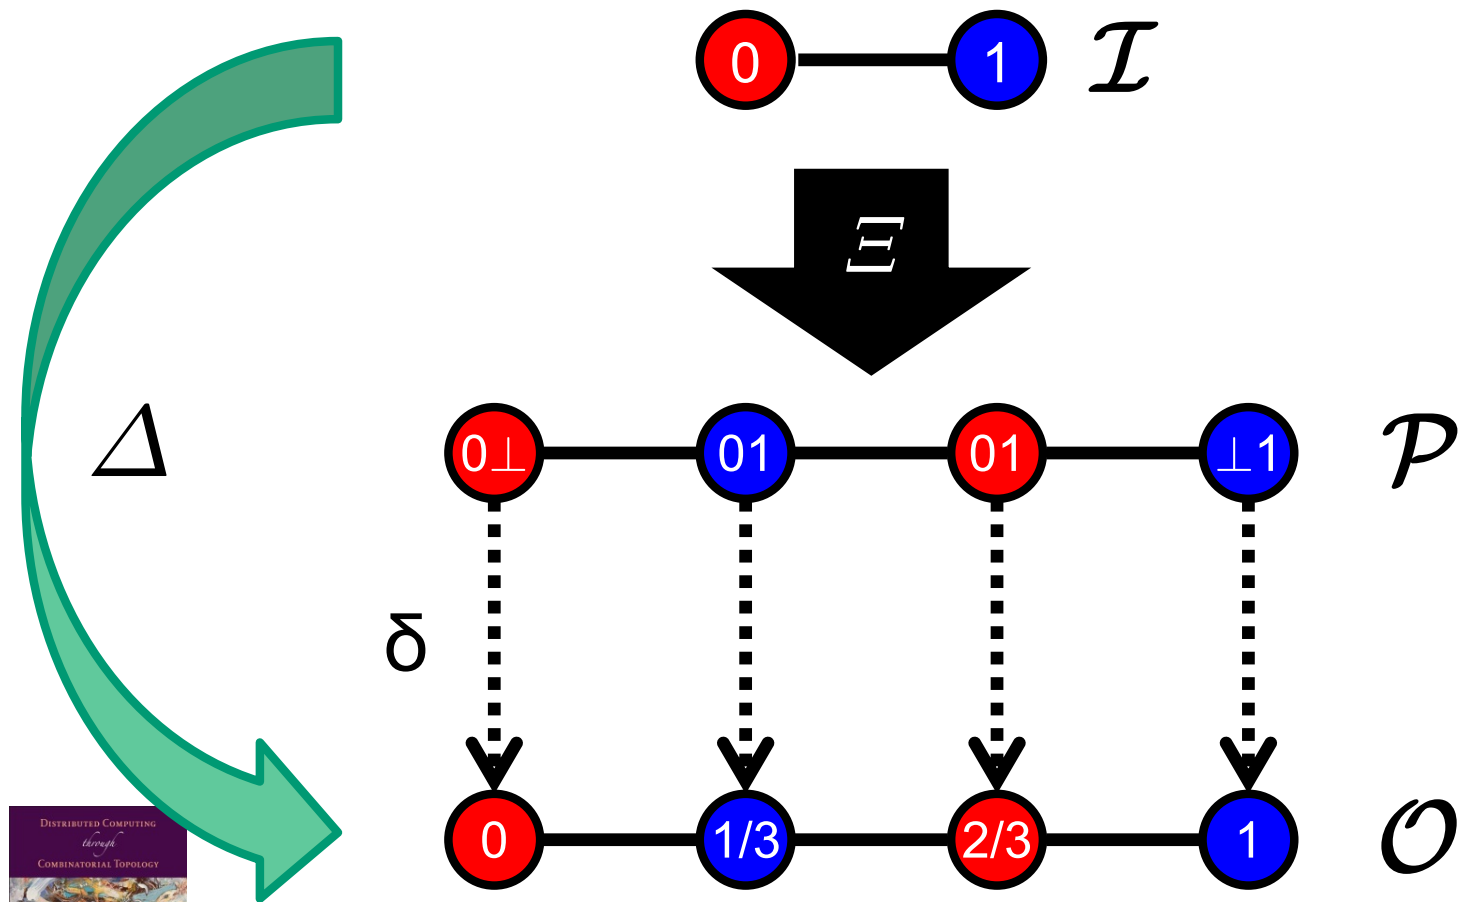 0 1 ℐ
Ξ
Δ
0⊥ 01 01 ⊥1 𝒫
δ
0 1/3 2/3 1 𝒪
DISTRIBUTED COMPUTING
through
COMBINATORIAL TOPOLOGY